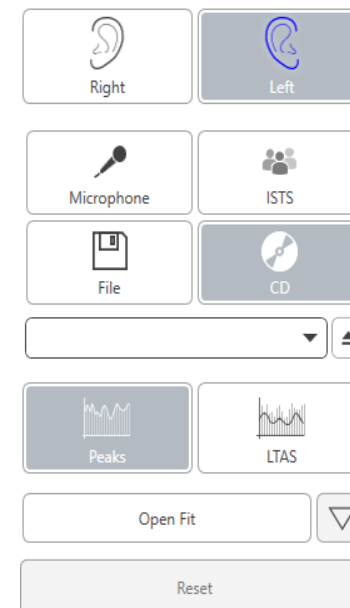 Right Left
Microphone ISTS
File CD
Peaks LTAS
Open Fit
Reset